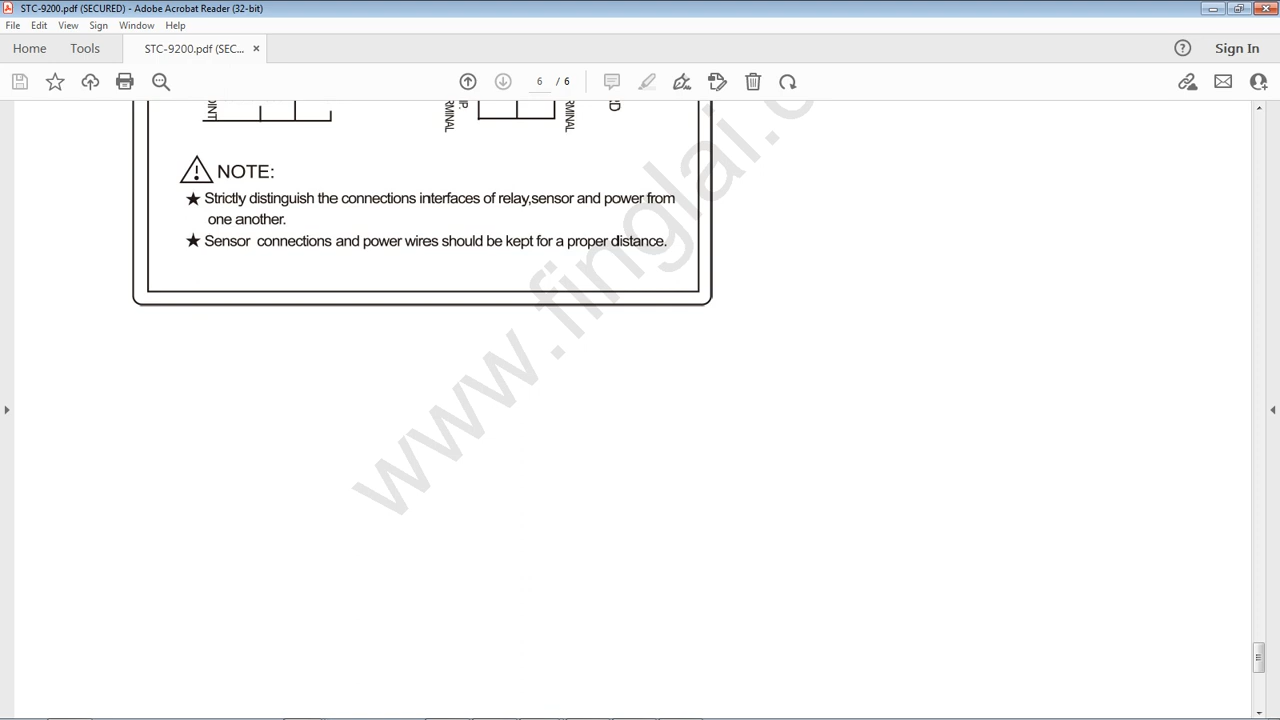 STC-9200.pdf (SECURED) - Adobe Acrobat Reader (32-bit)
File Edit View Sign Window Help
Home Tools STC-9200.pdf (SEC... × Sign In
6 / 6
NOTE:
★ Strictly distinguish the connections interfaces of relay,sensor and power from
one another.
★ Sensor connections and power wires should be kept for a proper distance.
www.finglai.c